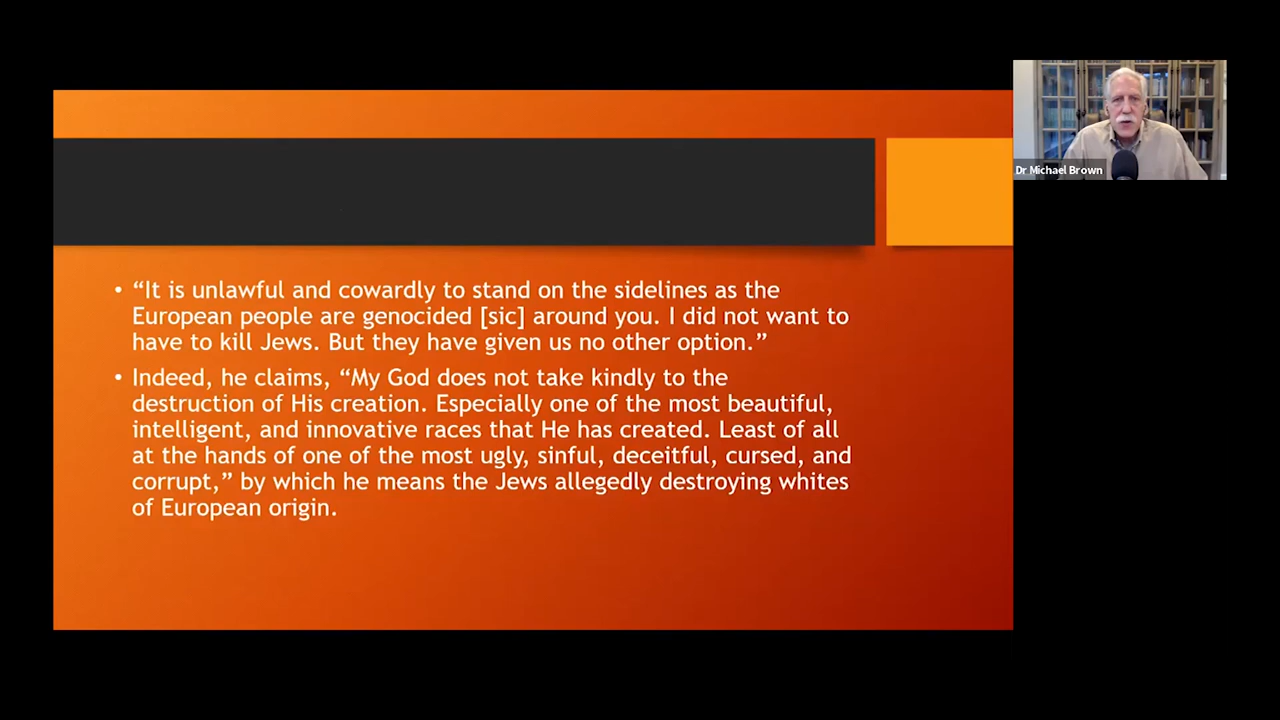 Dr Michael Brown
• “It is unlawful and cowardly to stand on the sidelines as the
European people are genocided [sic] around you. I did not want to
have to kill Jews. But they have given us no other option.”
• Indeed, he claims, “My God does not take kindly to the
destruction of His creation. Especially one of the most beautiful,
intelligent, and innovative races that He has created. Least of all
at the hands of one of the most ugly, sinful, deceitful, cursed, and
corrupt,” by which he means the Jews allegedly destroying whites
of European origin.